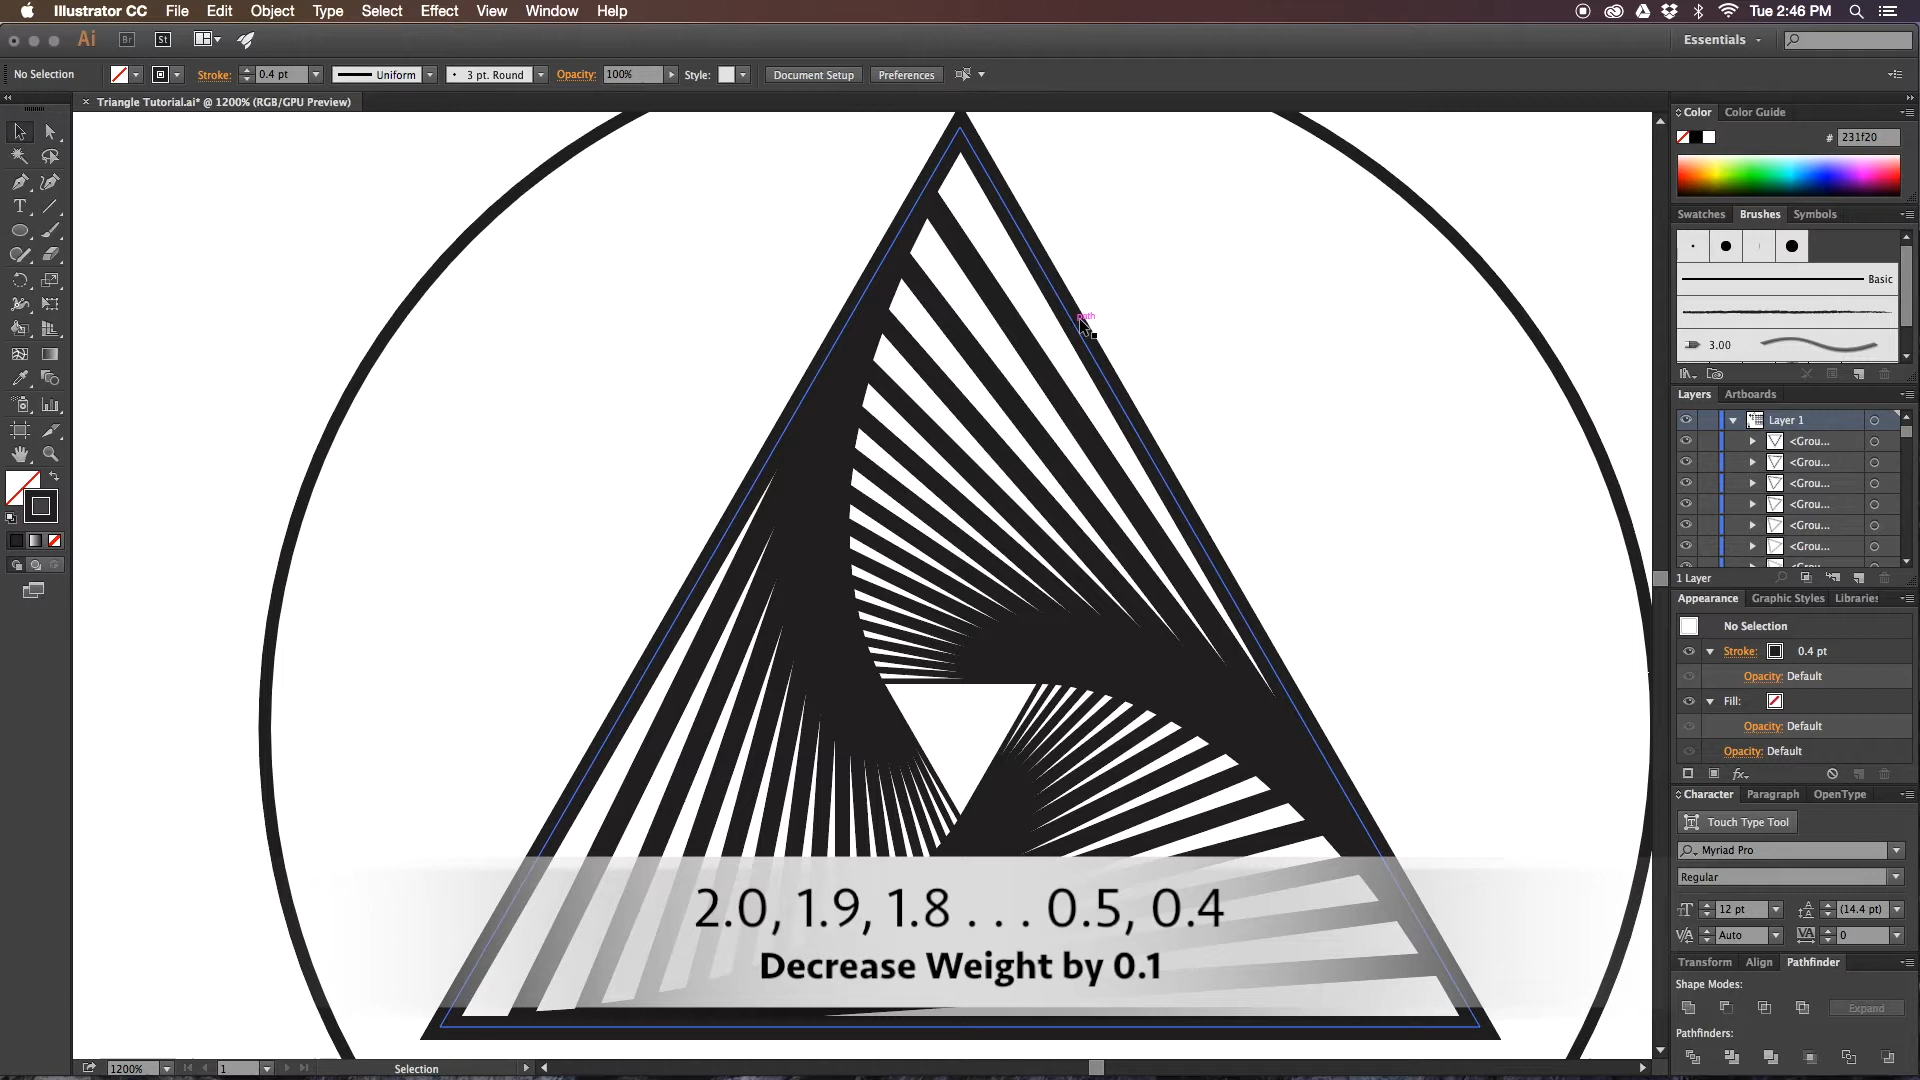 Illustrator CC File Edit Object Type Select Effect View Window Help Tue 2:46 PM
Ai Br St Essentials
No Selection Stroke: 0.4 pt Uniform 3 pt. Round Opacity: 100% Style: Document Setup Preferences
Triangle Tutorial.ai* @ 1200% (RGB/GPU Preview)
Color Color Guide
# 231f20
Swatches Brushes Symbols
Basic
3.00
Layers Artboards
Layer 1
<Grou...
<Grou...
<Grou...
<Grou...
<Grou...
<Grou...
1 Layer
Appearance Graphic Styles Libraries
No Selection
Stroke: 0.4 pt
Opacity: Default
Fill:
Opacity: Default
Opacity: Default
Character Paragraph OpenType
Touch Type Tool
Myriad Pro
Regular
12 pt (14.4 pt)
Auto 0
Transform Align Pathfinder
Shape Modes:
Expand
Pathfinders:
path
2.0, 1.9, 1.8 . . . 0.5, 0.4
Decrease Weight by 0.1
1200% 1 Selection